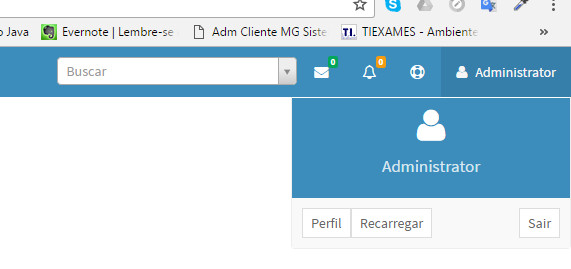 o Java Evernote | Lembre-se Adm Cliente MG Siste TI. TIEXAMES - Ambiente »
Buscar 0 0 Administrator
Administrator
Perfil Recarregar Sair